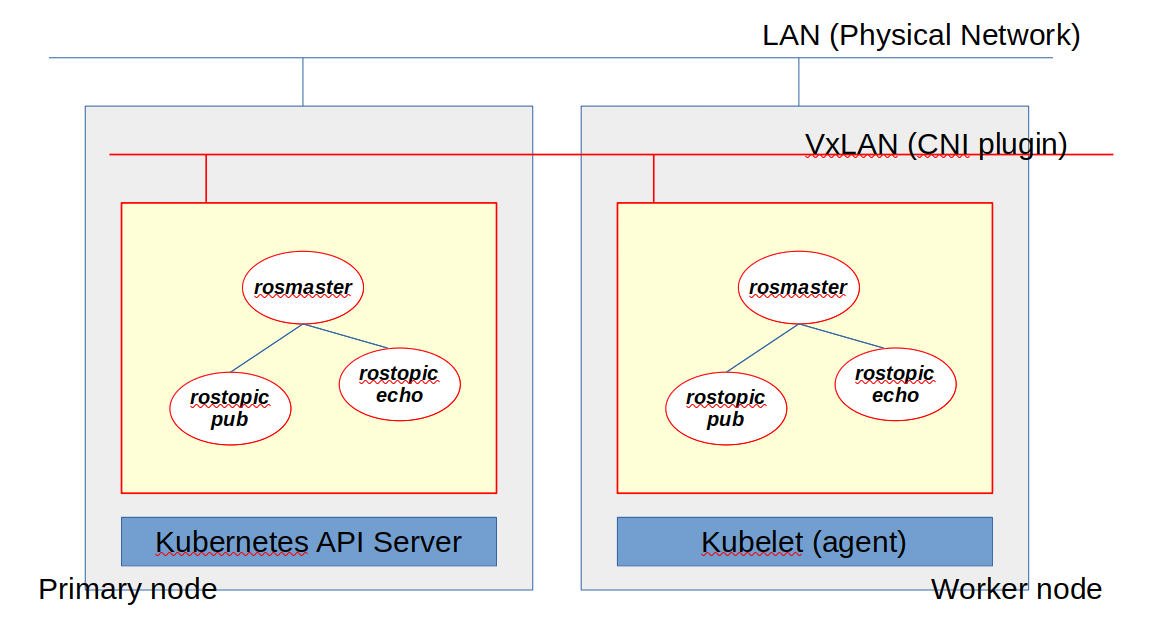 LAN (Physical Network)
VxLAN (CNI plugin)
rosmaster
rostopic
pub
rostopic
echo
rosmaster
rostopic
pub
rostopic
echo
Kubernetes API Server
Kubelet (agent)
Primary node
Worker node